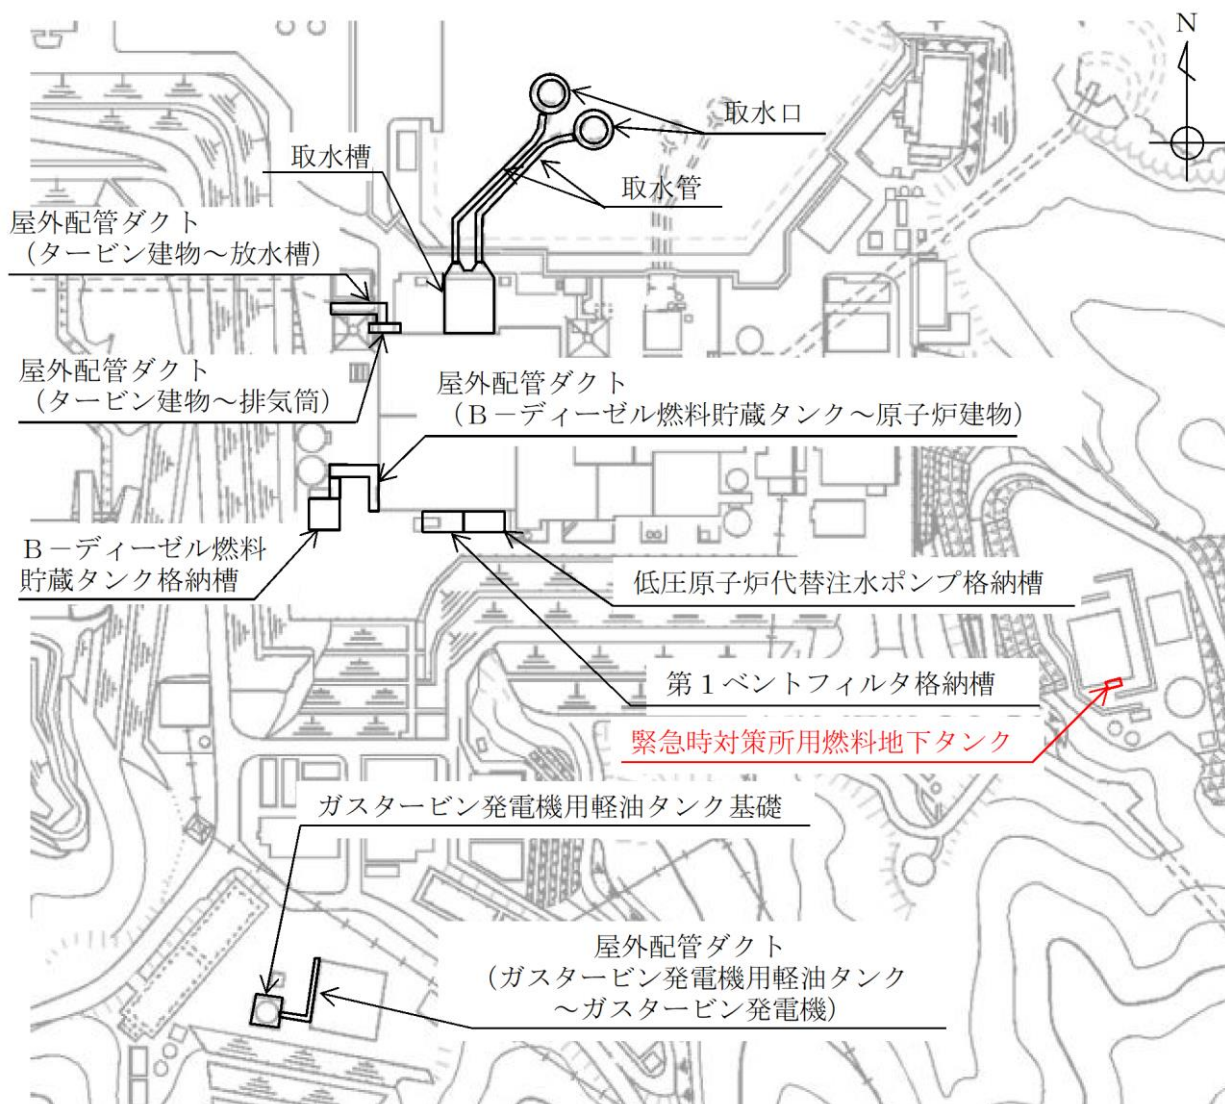 N
取水口
取水槽
取水管
屋外配管ダクト
（タービン建物～放水槽）
屋外配管ダクト
（タービン建物～排気筒）
屋外配管ダクト
（Ｂ－ディーゼル燃料貯蔵タンク～原子炉建物）
Ｂ－ディーゼル燃料
貯蔵タンク格納槽
低圧原子炉代替注水ポンプ格納槽
第１ベントフィルタ格納槽
緊急時対策所用燃料地下タンク
ガスタービン発電機用軽油タンク基礎
屋外配管ダクト
（ガスタービン発電機用軽油タンク
～ガスタービン発電機）